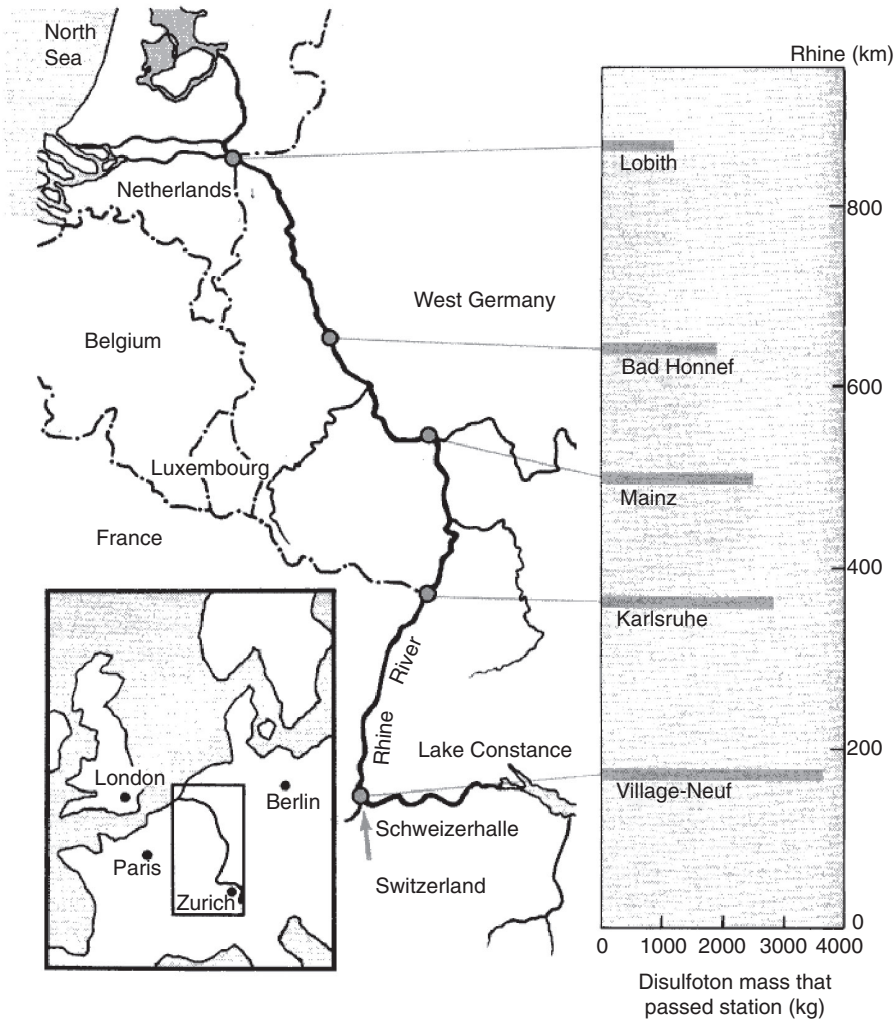 North
Sea
Rhine (km)
Lobith
Netherlands
800
West Germany
Belgium
Bad Honnef
600
Luxembourg
Mainz
France
400
Karlsruhe
Rhine River
Lake Constance
200
London
Berlin
Village-Neuf
Schweizerhalle
Paris
Switzerland
Zurich
0
0 1000 2000 3000 4000
Disulfoton mass that
passed station (kg)